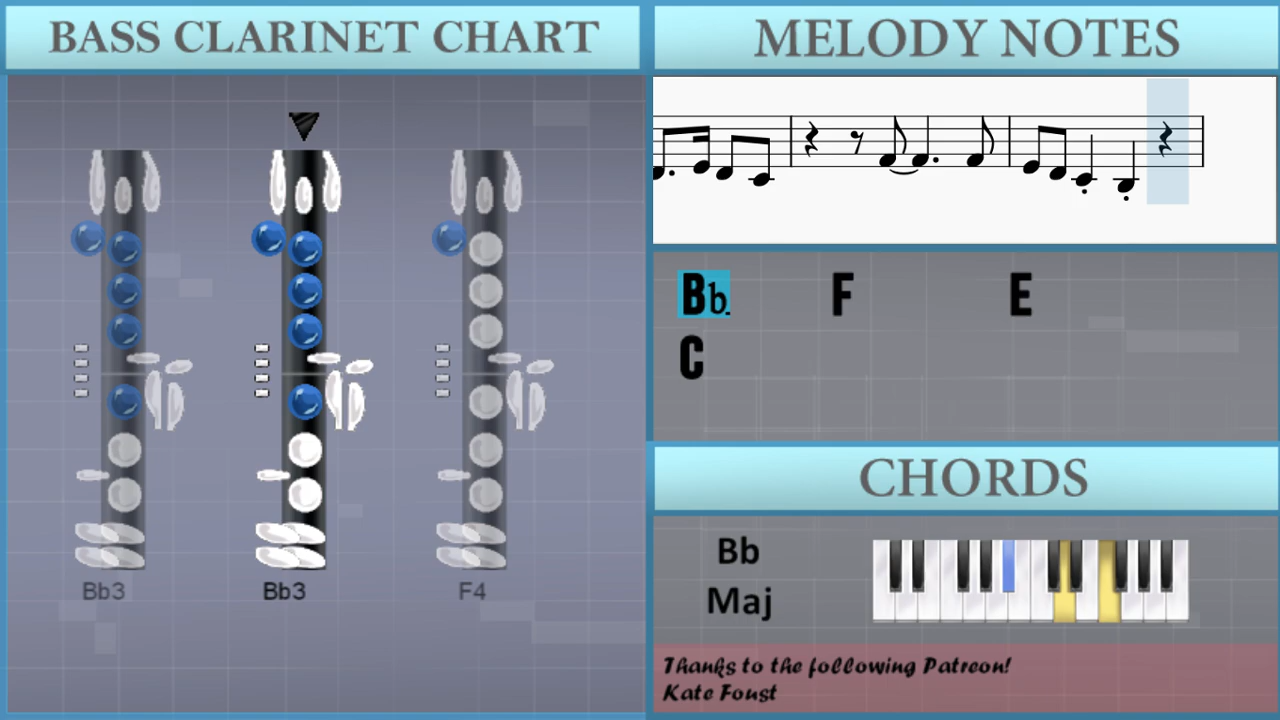 BASS CLARINET CHART
Bb3
Bb3
F4
MELODY NOTES
Bb
F
E
C
CHORDS
Bb
Maj
Thanks to the following Patreon!
Kate Foust